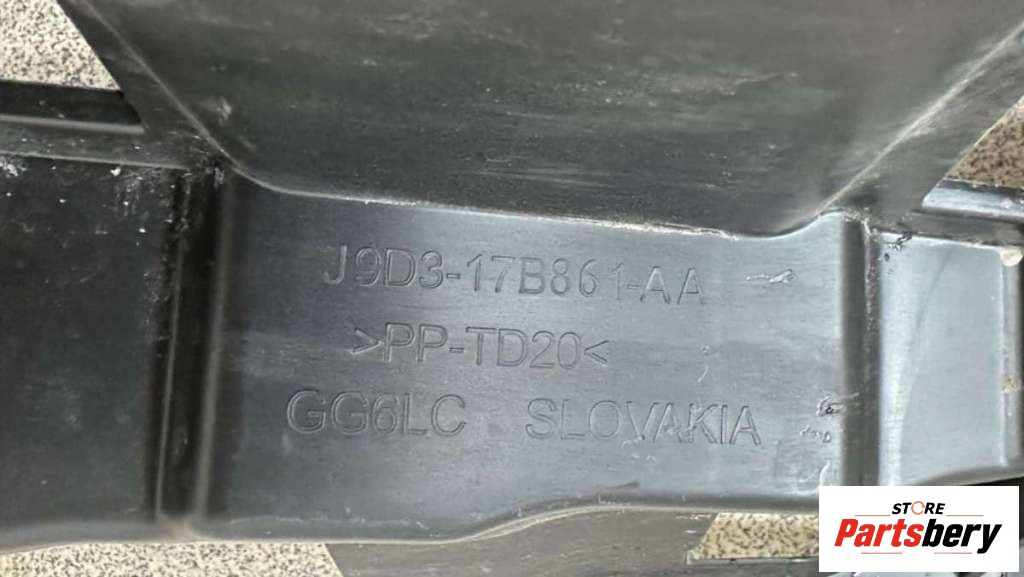 J9D3-17B861-AA
>PP-TD20<
GG6LC SLOVAKIA
STORE
Partsbery